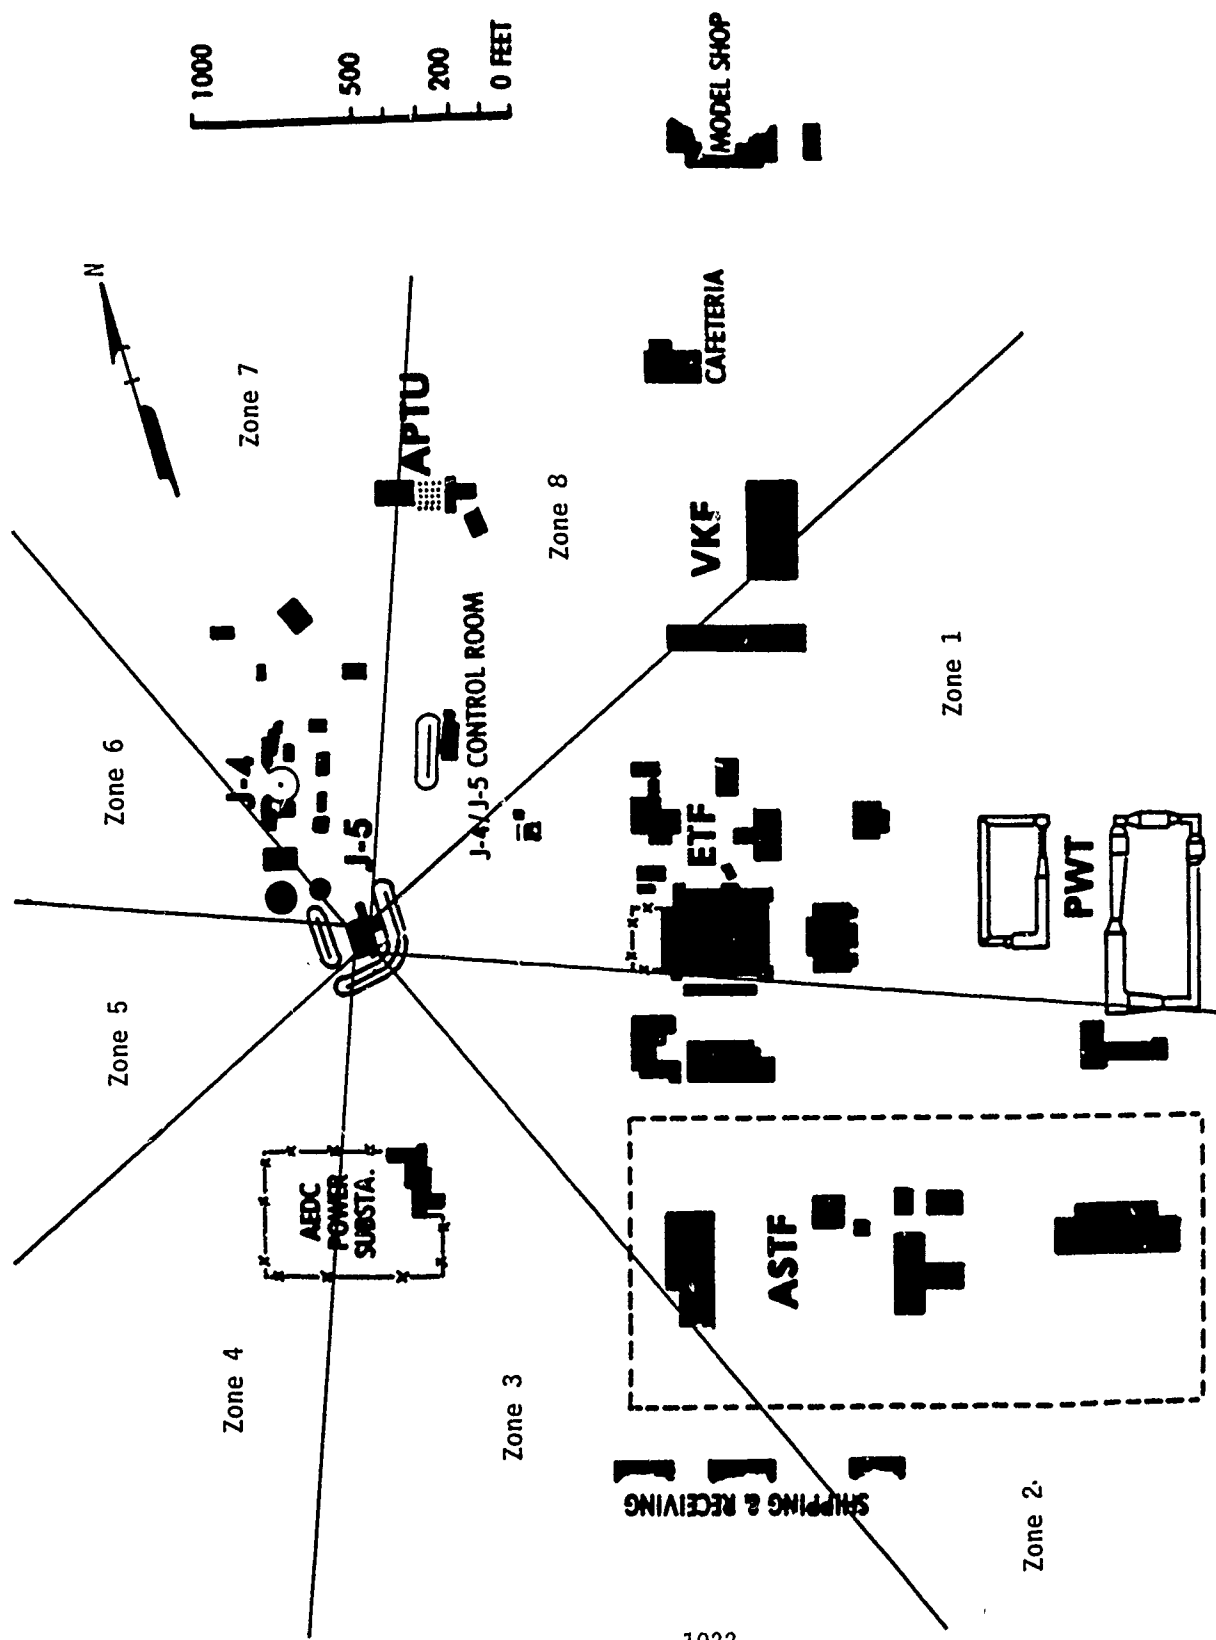 1000
500
200
0 FEET
N
MODEL SHOP
CAFETERIA
Zone 7
APTU
Zone 8
VKF
Zone 6
J-4
J-5
J-4/J-5 CONTROL ROOM
Zone 1
ETF
PWT
Zone 5
AEDC
POWER
SUBSTA.
ASTF
Zone 4
Zone 3
SHIPPING & RECEIVING
Zone 2